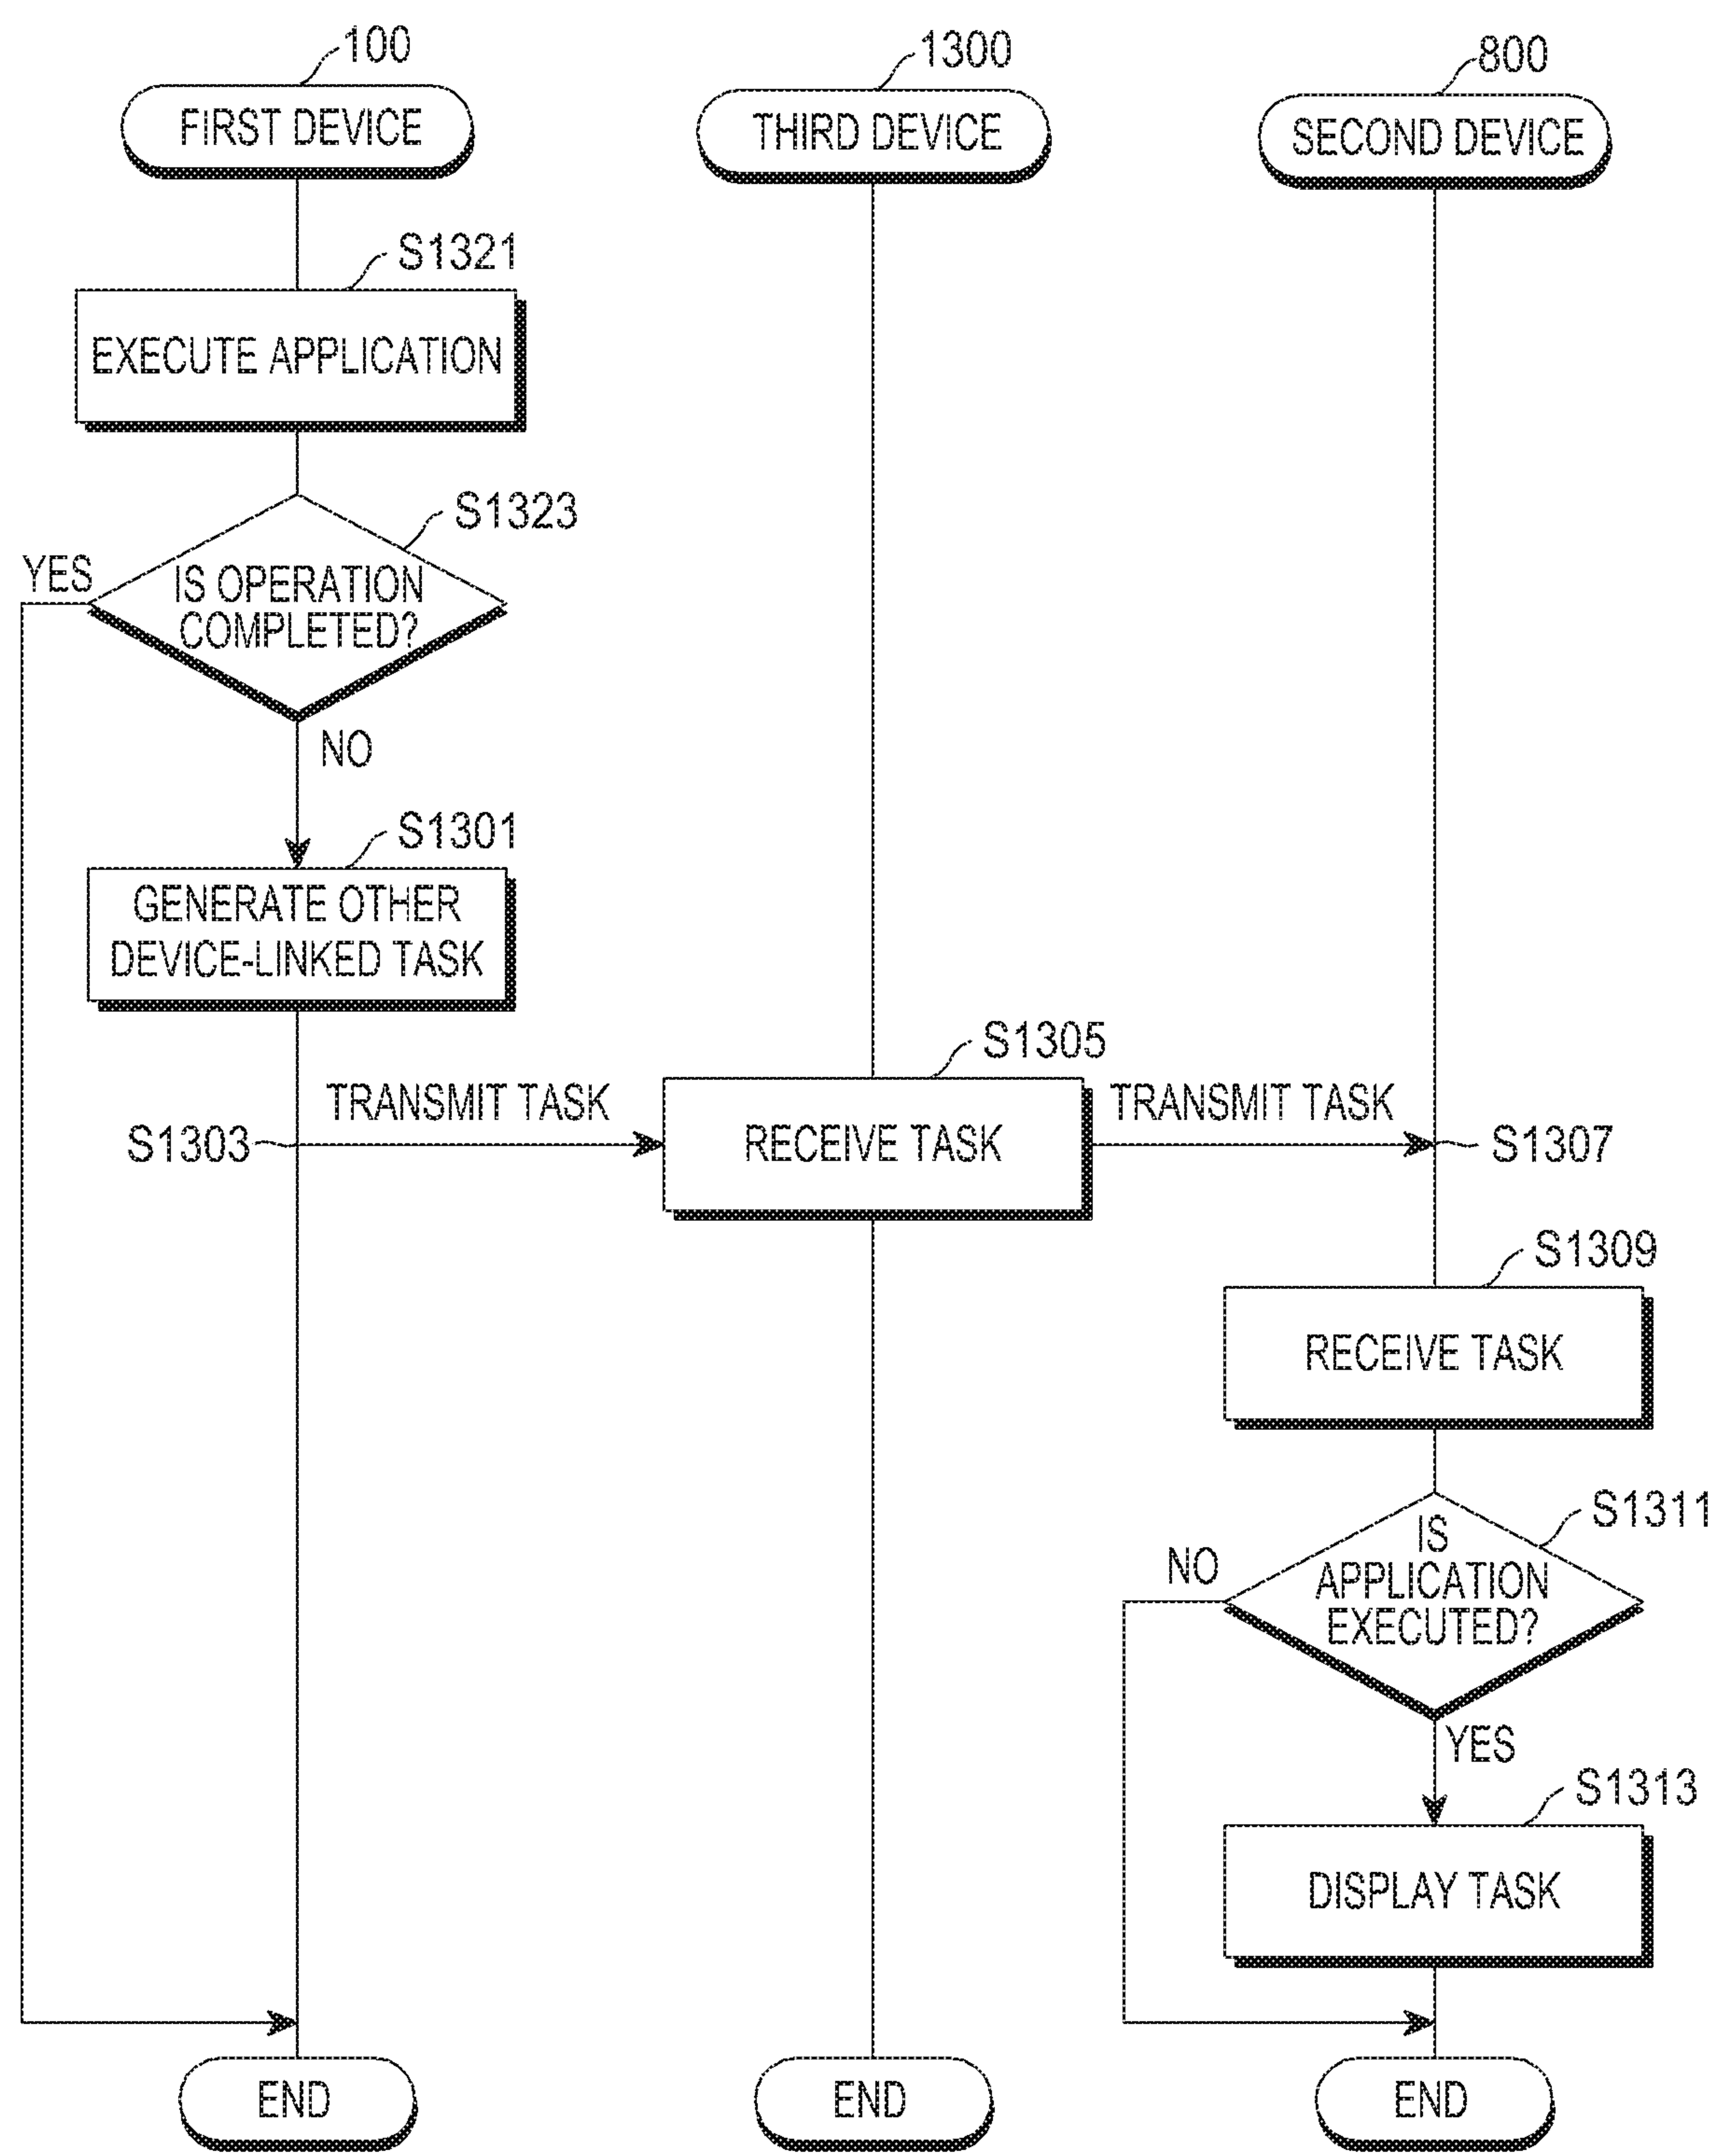 100
FIRST DEVICE
1300
THIRD DEVICE
800
SECOND DEVICE
S1321
EXECUTE APPLICATION
S1323
YES
IS OPERATION
COMPLETED?
NO
S1301
GENERATE OTHER
DEVICE-LINKED TASK
S1303
TRANSMIT TASK
S1305
RECEIVE TASK
TRANSMIT TASK
S1307
S1309
RECEIVE TASK
S1311
NO
IS
APPLICATION
EXECUTED?
YES
S1313
DISPLAY TASK
END
END
END